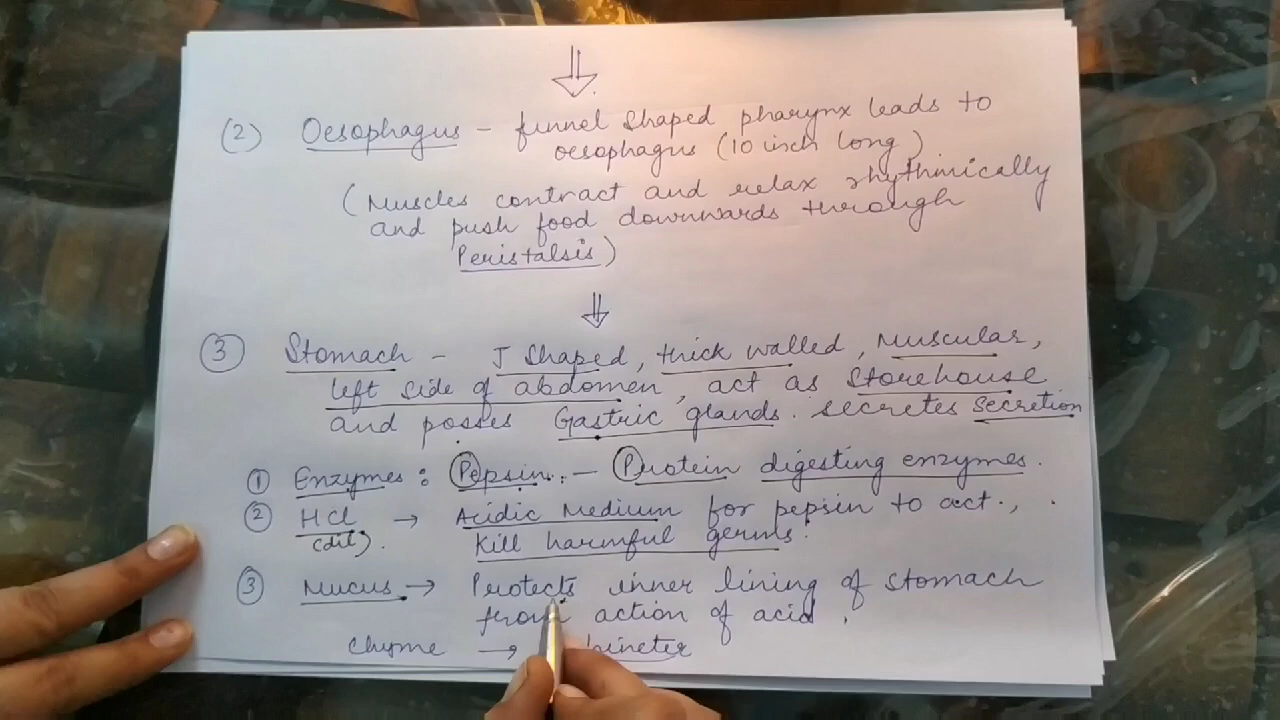 ⇓
(2) Oesophagus - funnel shaped pharynx leads to
oesophagus (10 inch long)
(Muscles contract and relax rhythmically
and push food downwards through
Peristalsis)
⇓
③ Stomach - J shaped, thick walled, Muscular,
left side of abdomen, act as Storehouse
and posses Gastric glands. secretes secretion
① Enzymes : Pepsin. - Protein digesting enzymes.
② HCl → Acidic Medium for pepsin to act.,
(dil). Kill harmful germs.
③ Mucus → Protects inner lining of stomach
from action of acid.
Chyme →